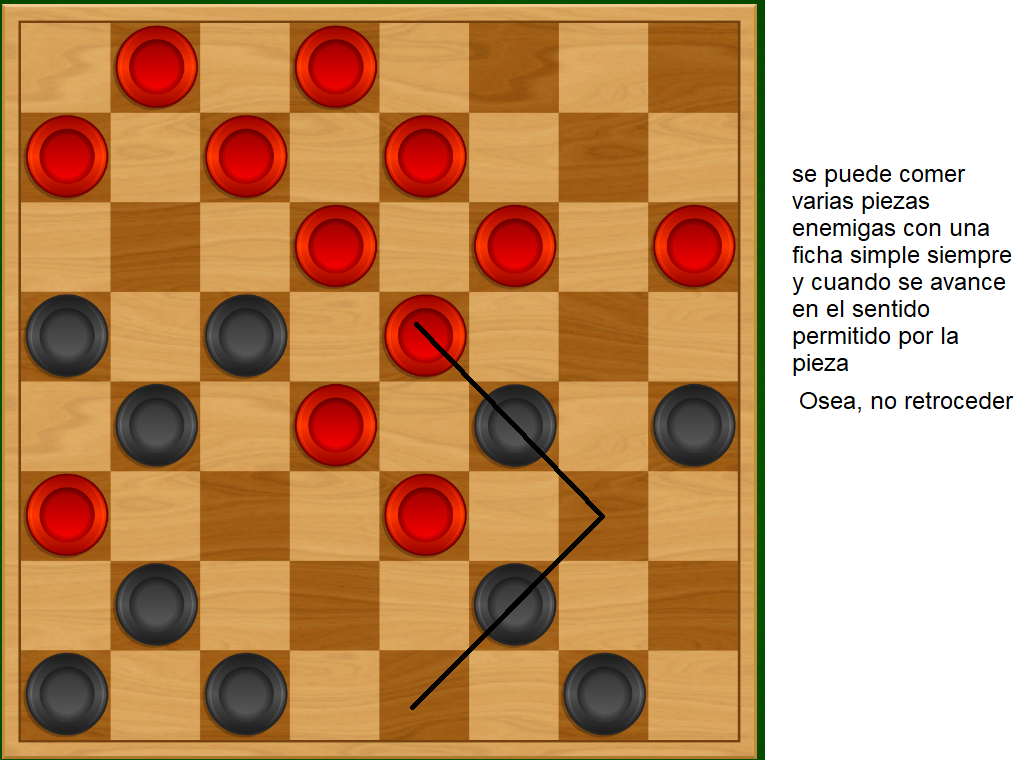 se puede comer
varias piezas
enemigas con una
ficha simple siempre
y cuando se avance
en el sentido
permitido por la
pieza
Osea, no retroceder